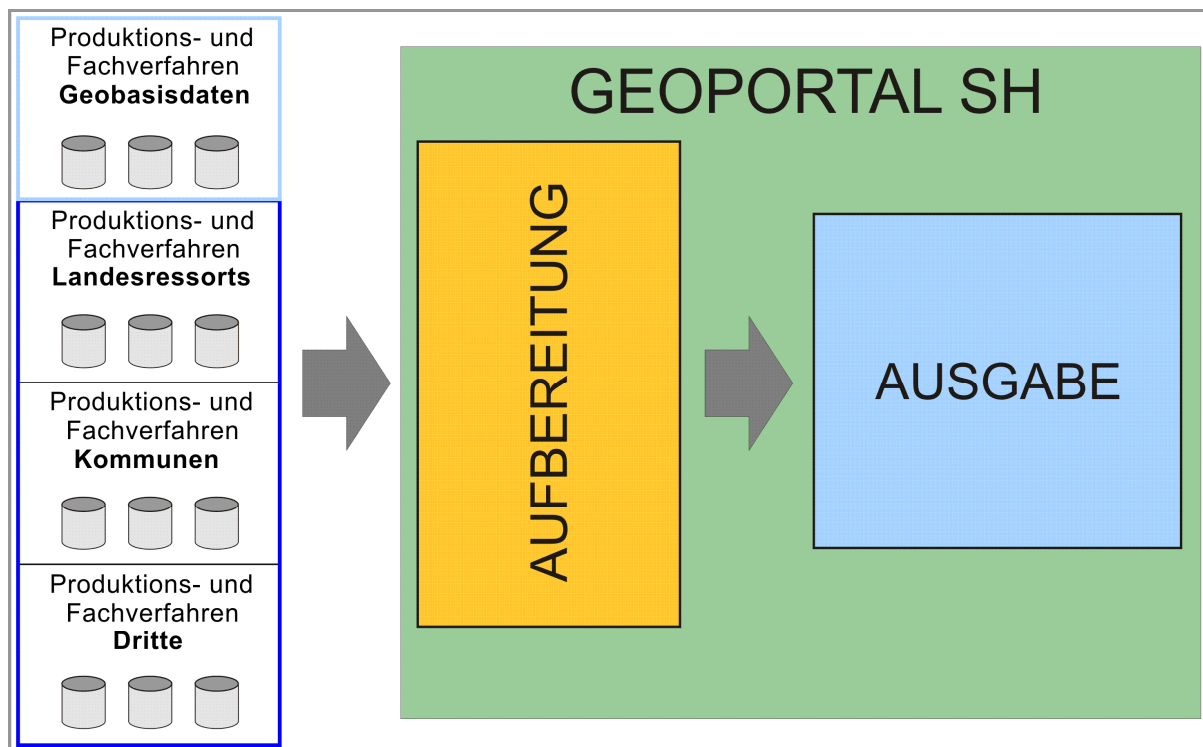 Produktions- und
Fachverfahren
Geobasisdaten
Produktions- und
Fachverfahren
Landesressorts
Produktions- und
Fachverfahren
Kommunen
Produktions- und
Fachverfahren
Dritte
GEOPORTAL SH
AUFBEREITUNG
AUSGABE